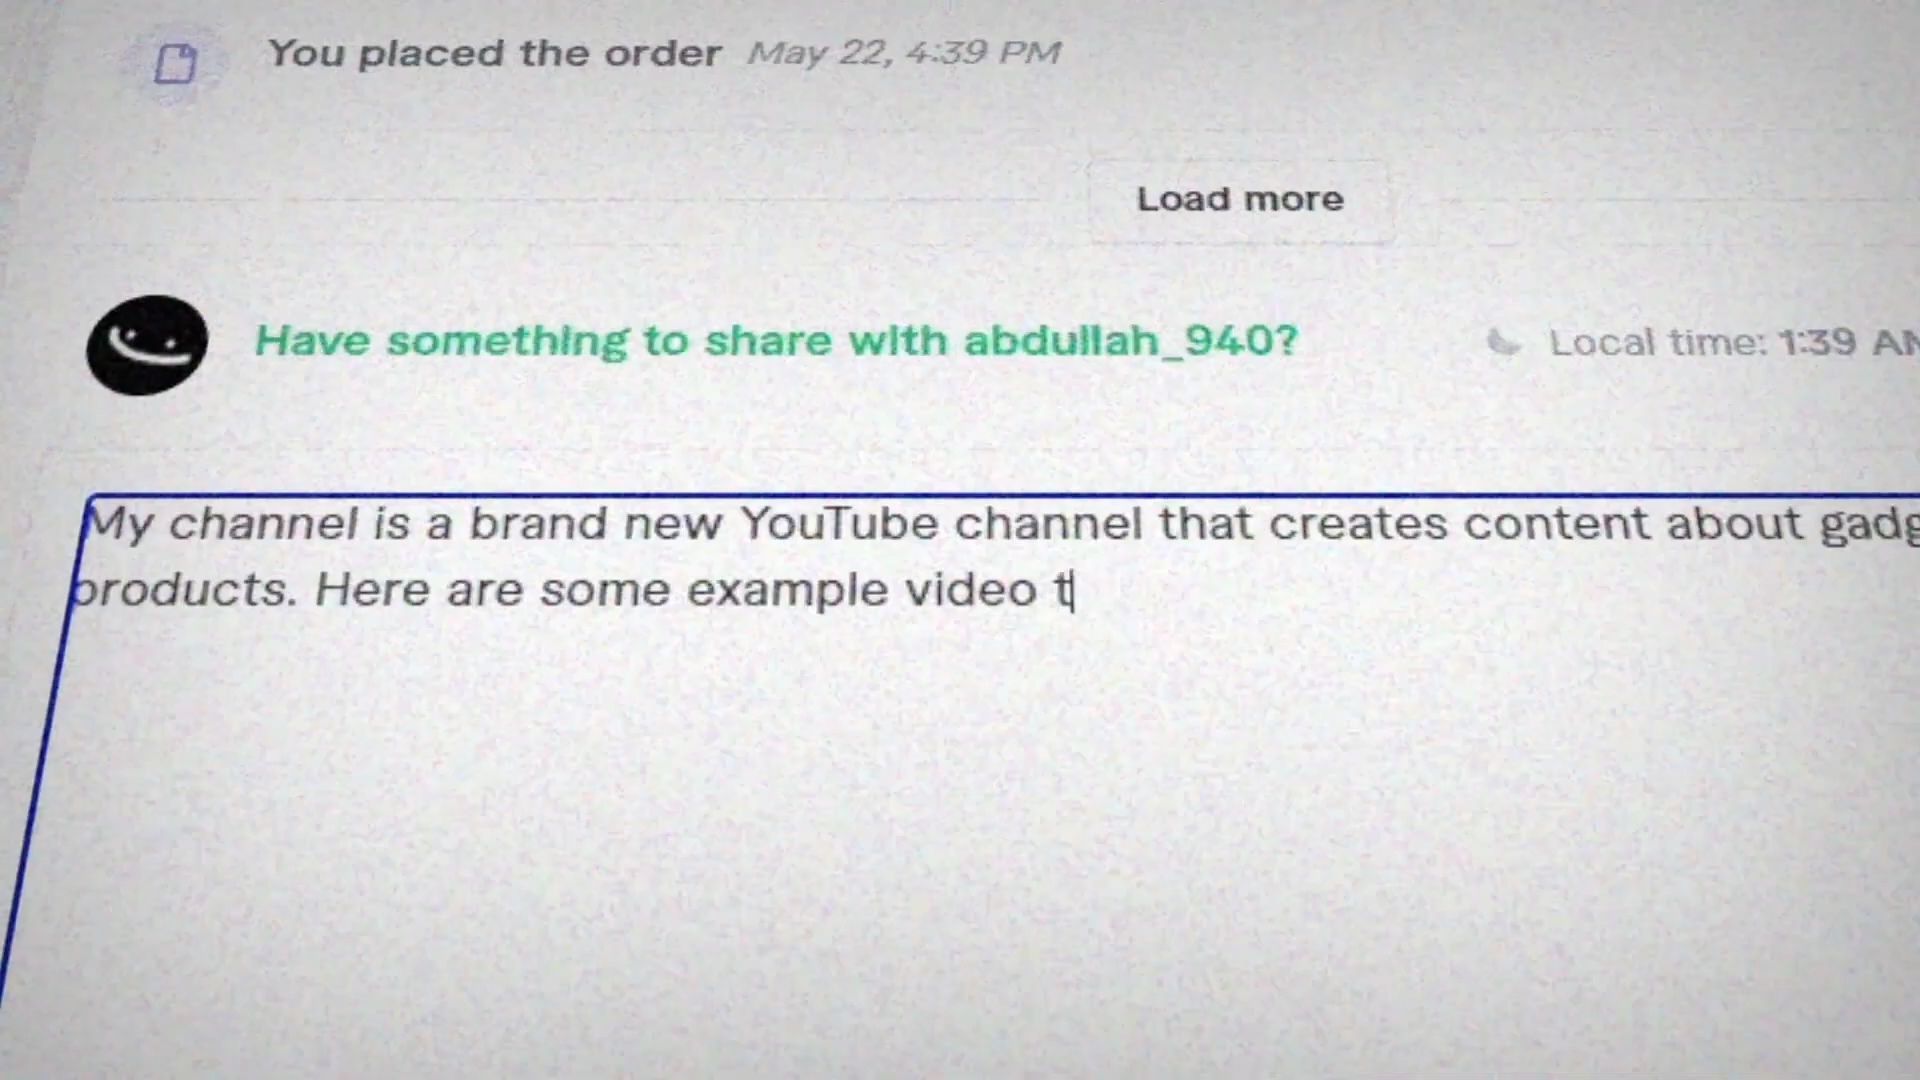 You placed the order May 22, 4:39 PM
Load more
Have something to share with abdullah_940?
Local time: 1:39
My channel is a brand new YouTube channel that creates content about
products. Here are some example video t